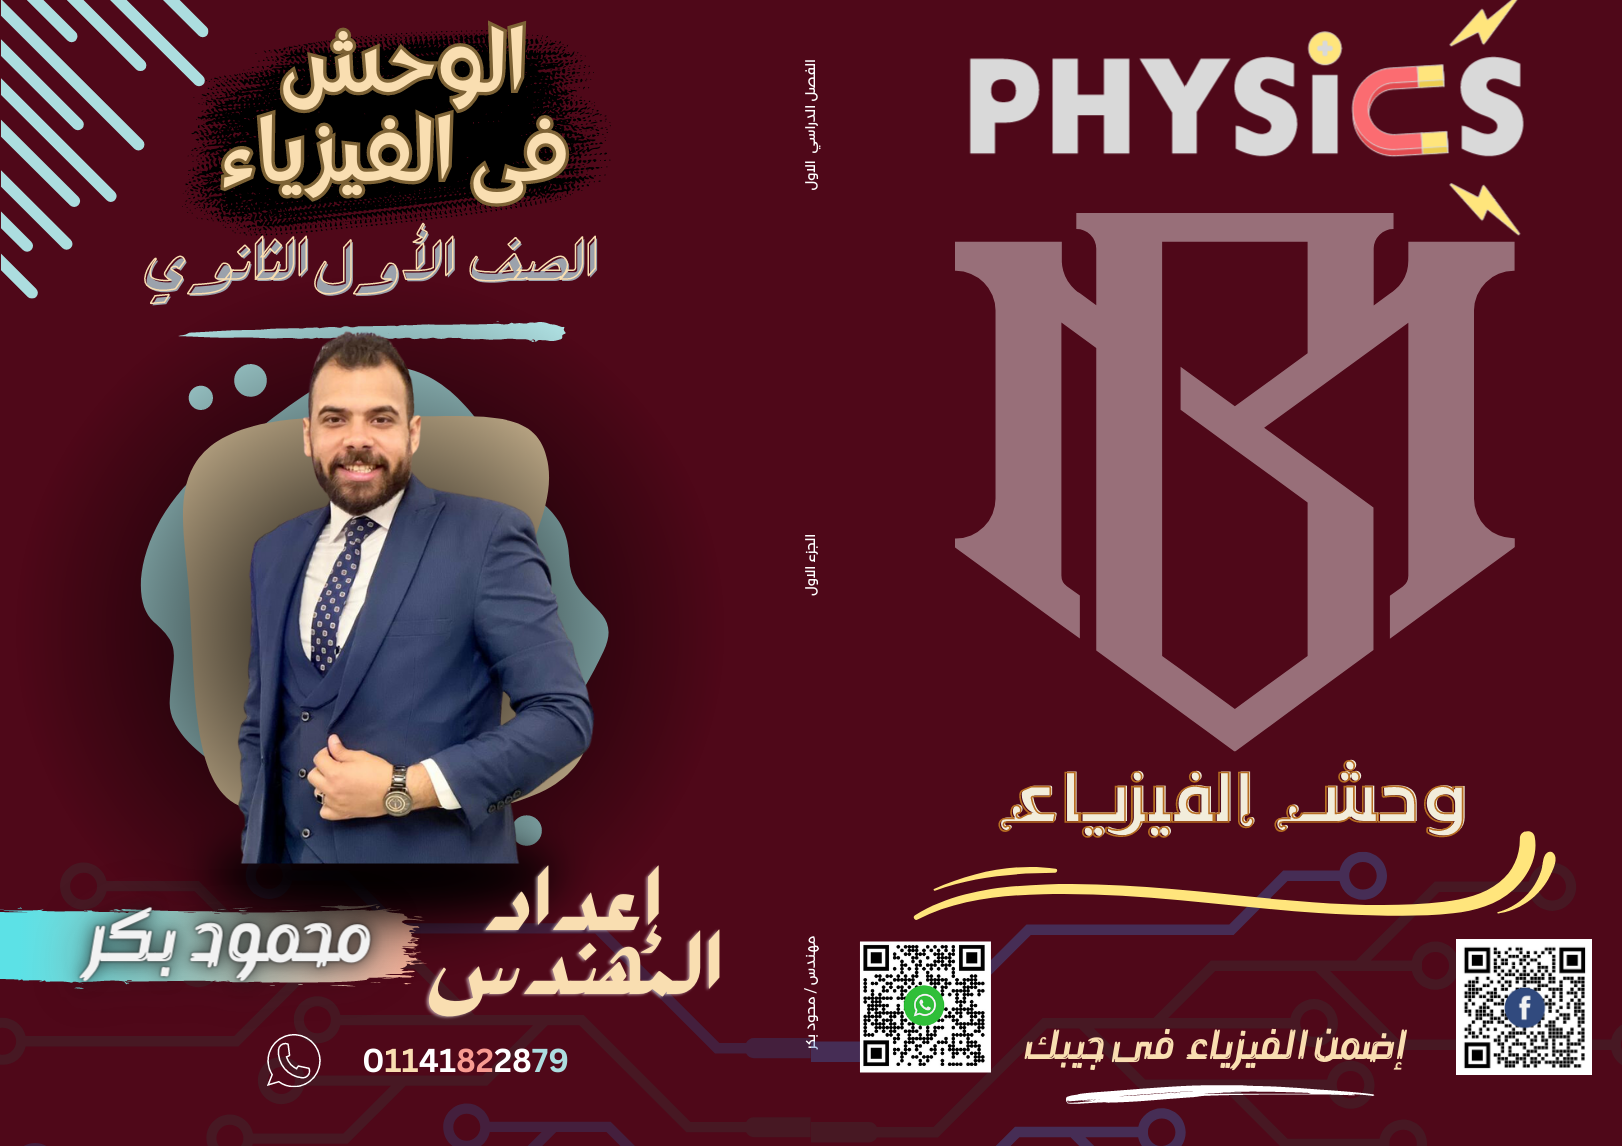 الوحش
فى الفيزياء
الصف الأول الثانوي
إعداد
المهندس
محمود بكر
01141822879
الفصل الدراسي الاول
الجزء الاول
مهندس / محود بكر
PHYSiCS
وحش الفيزياء
إضمن الفيزياء فى جيبك